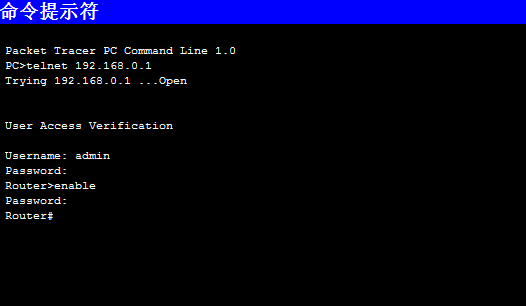 命令提示符
Packet Tracer PC Command Line 1.0
PC>telnet 192.168.0.1
Trying 192.168.0.1 ...Open
User Access Verification
Username: admin
Password:
Router>enable
Password:
Router#